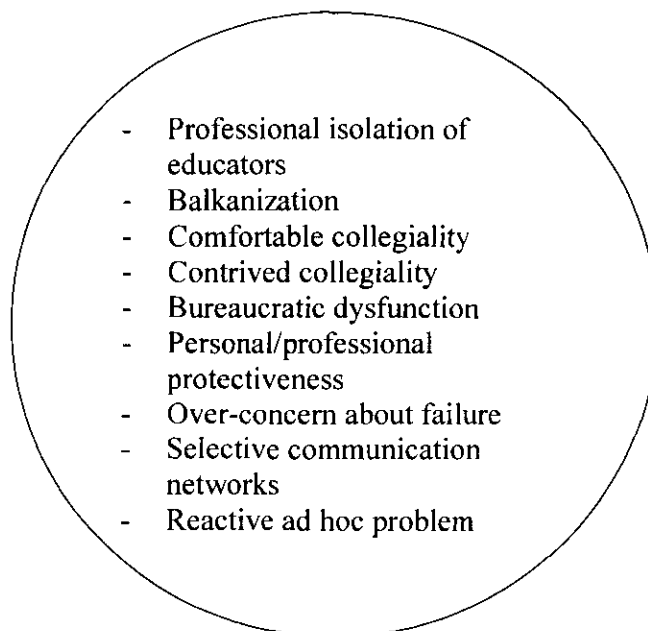 - Professional isolation of
educators
- Balkanization
- Comfortable collegiality
- Contrived collegiality
- Bureaucratic dysfunction
- Personal/professional
protectiveness
- Over-concern about failure
- Selective communication
networks
- Reactive ad hoc problem